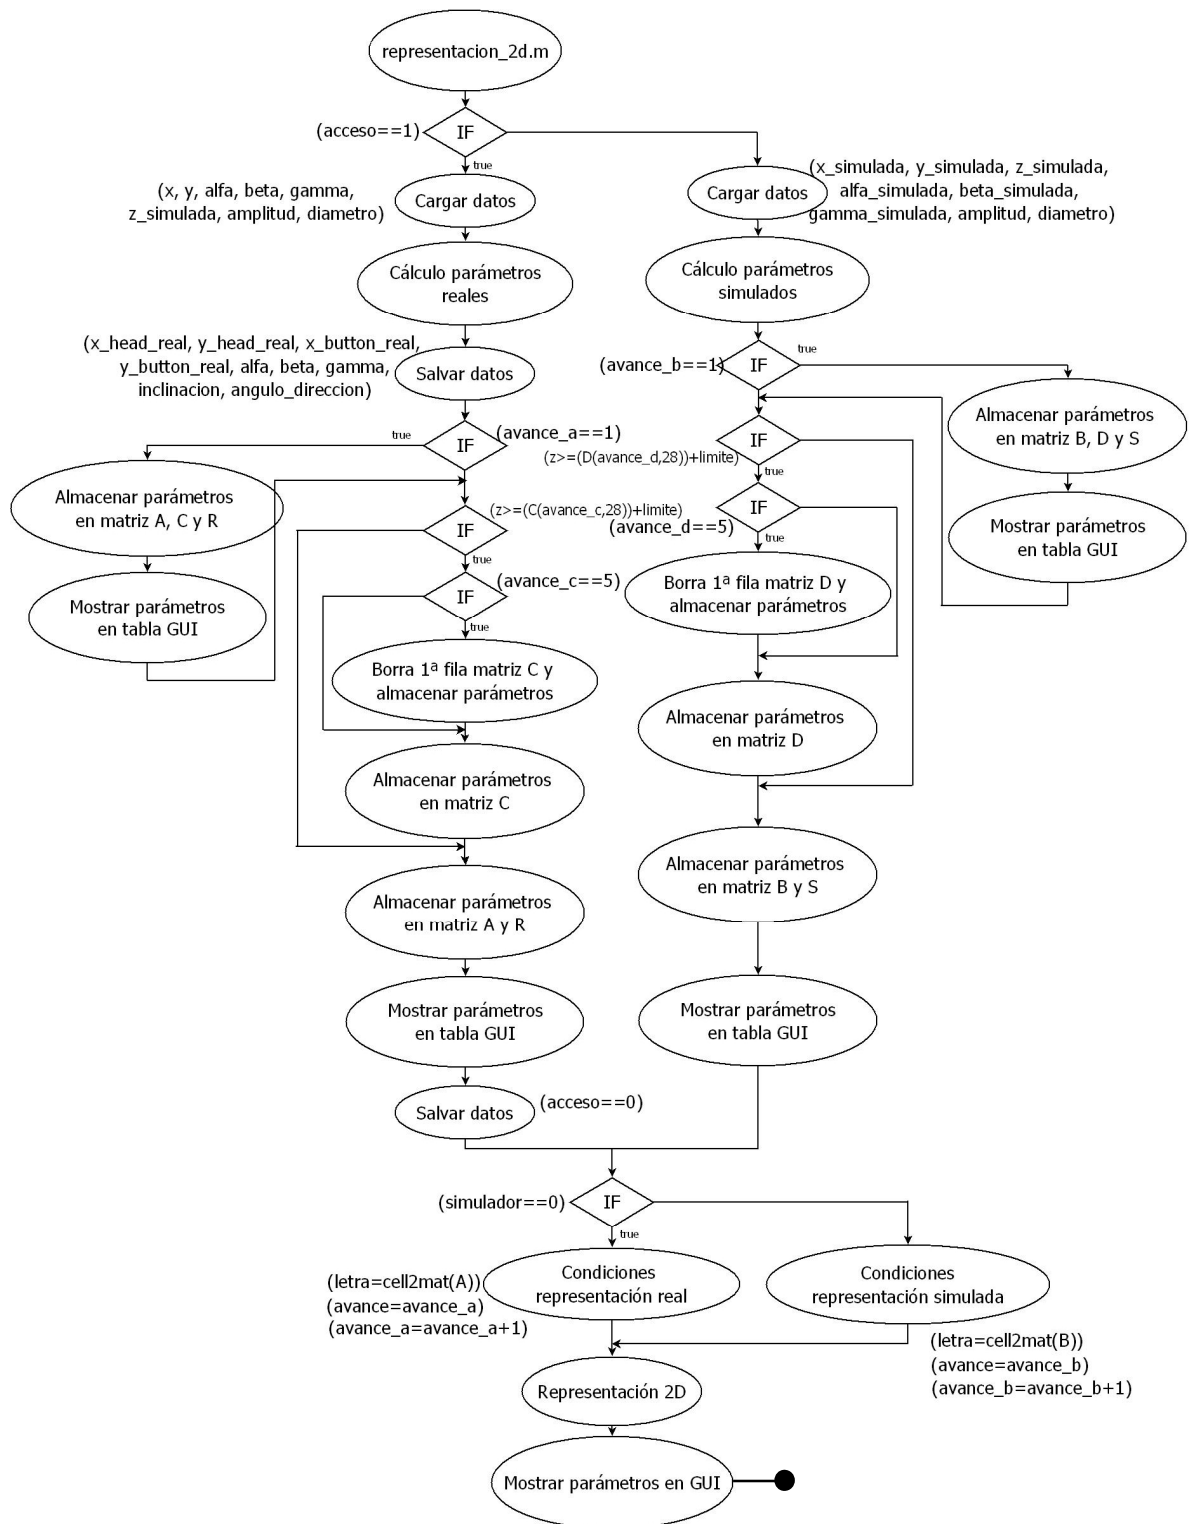 representacion_2d.m
(acceso==1)
IF
true
(x, y, alfa, beta, gamma,
z_simulada, amplitud, diametro)
Cargar datos
Cargar datos
(x_simulada, y_simulada, z_simulada,
alfa_simulada, beta_simulada,
gamma_simulada, amplitud, diametro)
Cálculo parámetros
reales
Cálculo parámetros
simulados
(x_head_real, y_head_real, x_button_real,
y_button_real, alfa, beta, gamma,
inclinacion, angulo_direccion)
Salvar datos
(avance_b==1)
IF
true
Almacenar parámetros
en matriz B, D y S
Mostrar parámetros
en tabla GUI
true
IF
(avance_a==1)
Almacenar parámetros
en matriz A, C y R
Mostrar parámetros
en tabla GUI
IF
(z>=(D(avance_d,28))+limite)
true
(z>=(C(avance_c,28))+limite)
IF
true
(avance_d==5)
IF
true
IF
(avance_c==5)
true
Borra 1ª fila matriz D y
almacenar parámetros
Borra 1ª fila matriz C y
almacenar parámetros
Almacenar parámetros
en matriz D
Almacenar parámetros
en matriz C
Almacenar parámetros
en matriz B y S
Almacenar parámetros
en matriz A y R
Mostrar parámetros
en tabla GUI
Mostrar parámetros
en tabla GUI
Salvar datos
(acceso==0)
(simulador==0)
IF
true
(letra=cell2mat(A))
(avance=avance_a)
(avance_a=avance_a+1)
Condiciones
representación real
Condiciones
representación simulada
(letra=cell2mat(B))
(avance=avance_b)
(avance_b=avance_b+1)
Representación 2D
Mostrar parámetros en GUI